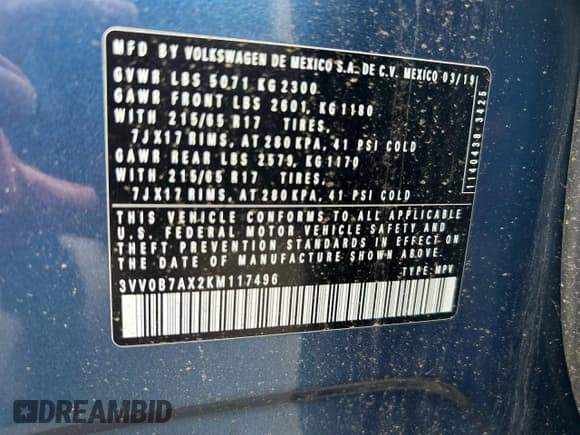 MFD BY VOLKSWAGEN DE MEXICO S.A. DE C.V. MEXICO 03/19
GVWR LBS 5071 KG 2300
GAWR FRONT LBS 2601, KG 1180
WITH 215/65 R17 TIRES,
7JX17 RIMS, AT 280 KPA, 41 PSI COLD
GAWR REAR LBS 2579, KG 1170
WITH 215/65 R17 TIRES,
7JX17 RIMS, AT 280 KPA, 41 PSI COLD
THIS VEHICLE CONFORMS TO ALL APPLICABLE
U.S. FEDERAL MOTOR VEHICLE SAFETY AND
THEFT PREVENTION STANDARDS IN EFFECT ON
THE DATE OF MANUFACTURE SHOWN ABOVE.
3VV0B7AX2KM117496 TYPE: MPV
1140438 3425
DREAMBID